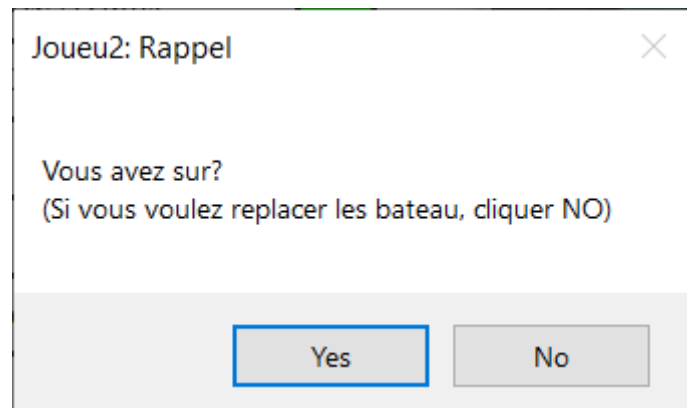 Joueu2: Rappel
Vous avez sur?
(Si vous voulez replacer les bateau, cliquer NO)
Yes
No